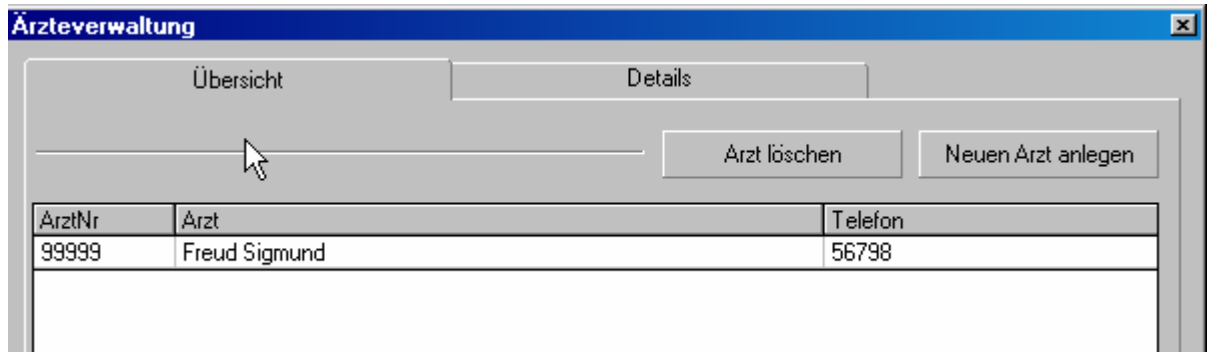 Ärzteverwaltung
Übersicht Details
Arzt löschen Neuen Arzt anlegen
ArztNr Arzt Telefon
99999 Freud Sigmund 56798